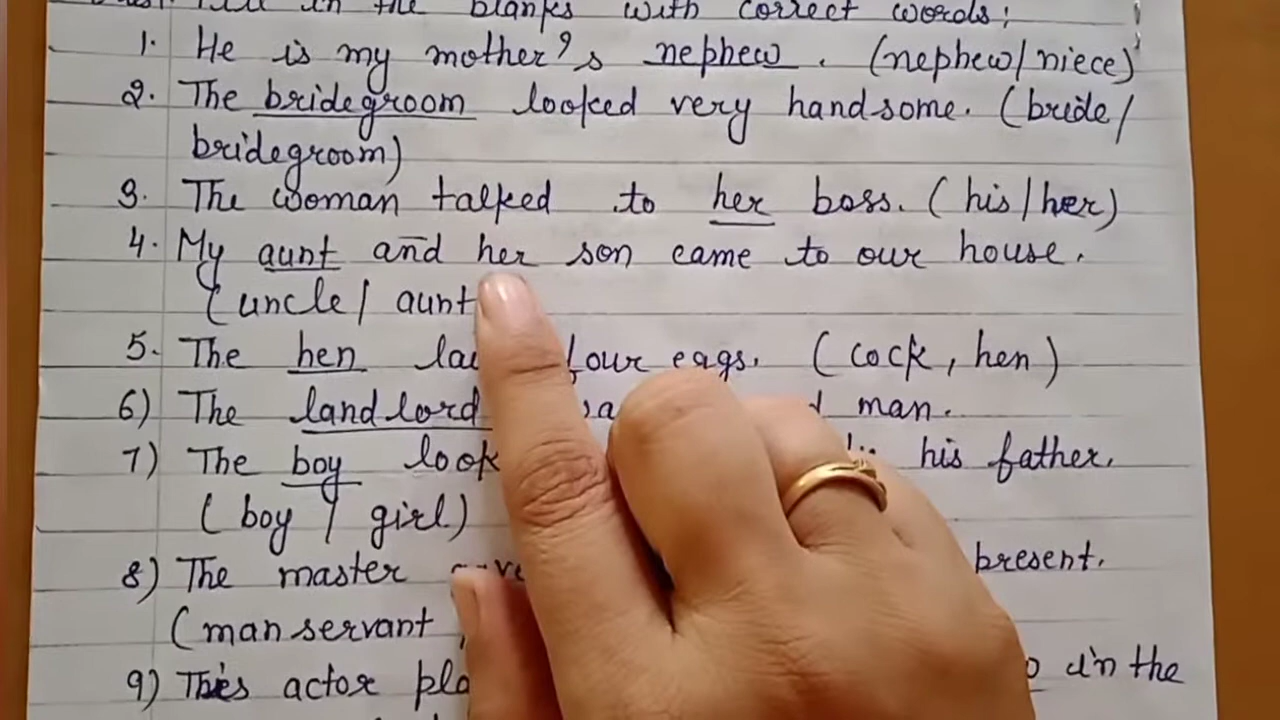 in the blanks with correct words:
1. He is my mother's nephew. (nephew/niece)
2. The bridegroom looked very handsome. (bride/
bridegroom)
3. The woman talked to her boss. (his/her)
4. My aunt and her son came to our house.
(uncle/ aunt
5. The hen four eggs. (cock, hen)
6) The landlord man.
7) The boy look his father.
(boy / girl)
8) The master present.
(man servant
9) This actor in the